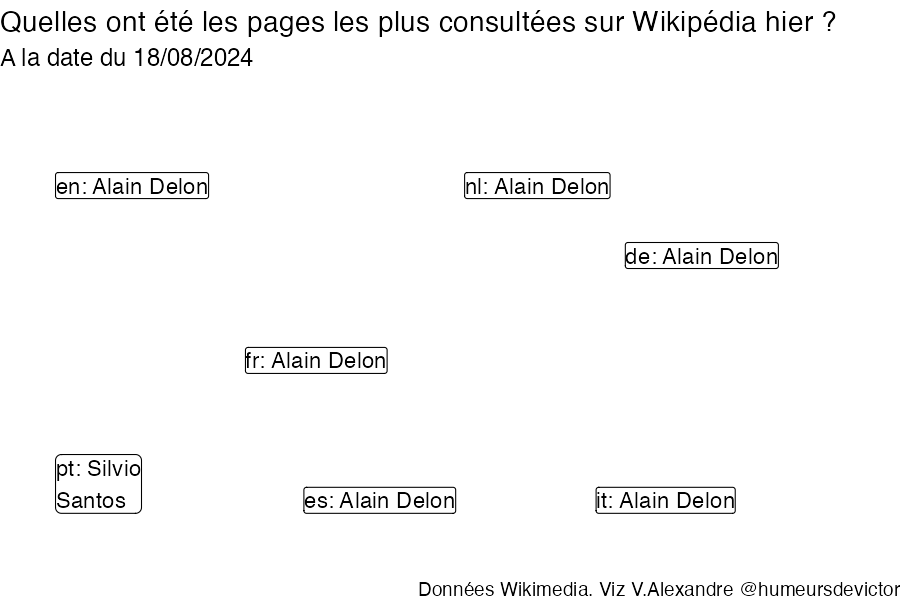 Quelles ont été les pages les plus consultées sur Wikipédia hier ?
A la date du 18/08/2024
en: Alain Delon
nl: Alain Delon
de: Alain Delon
fr: Alain Delon
pt: Silvio
Santos
es: Alain Delon
it: Alain Delon
Données Wikimedia. Viz V.Alexandre @humeursdevictor